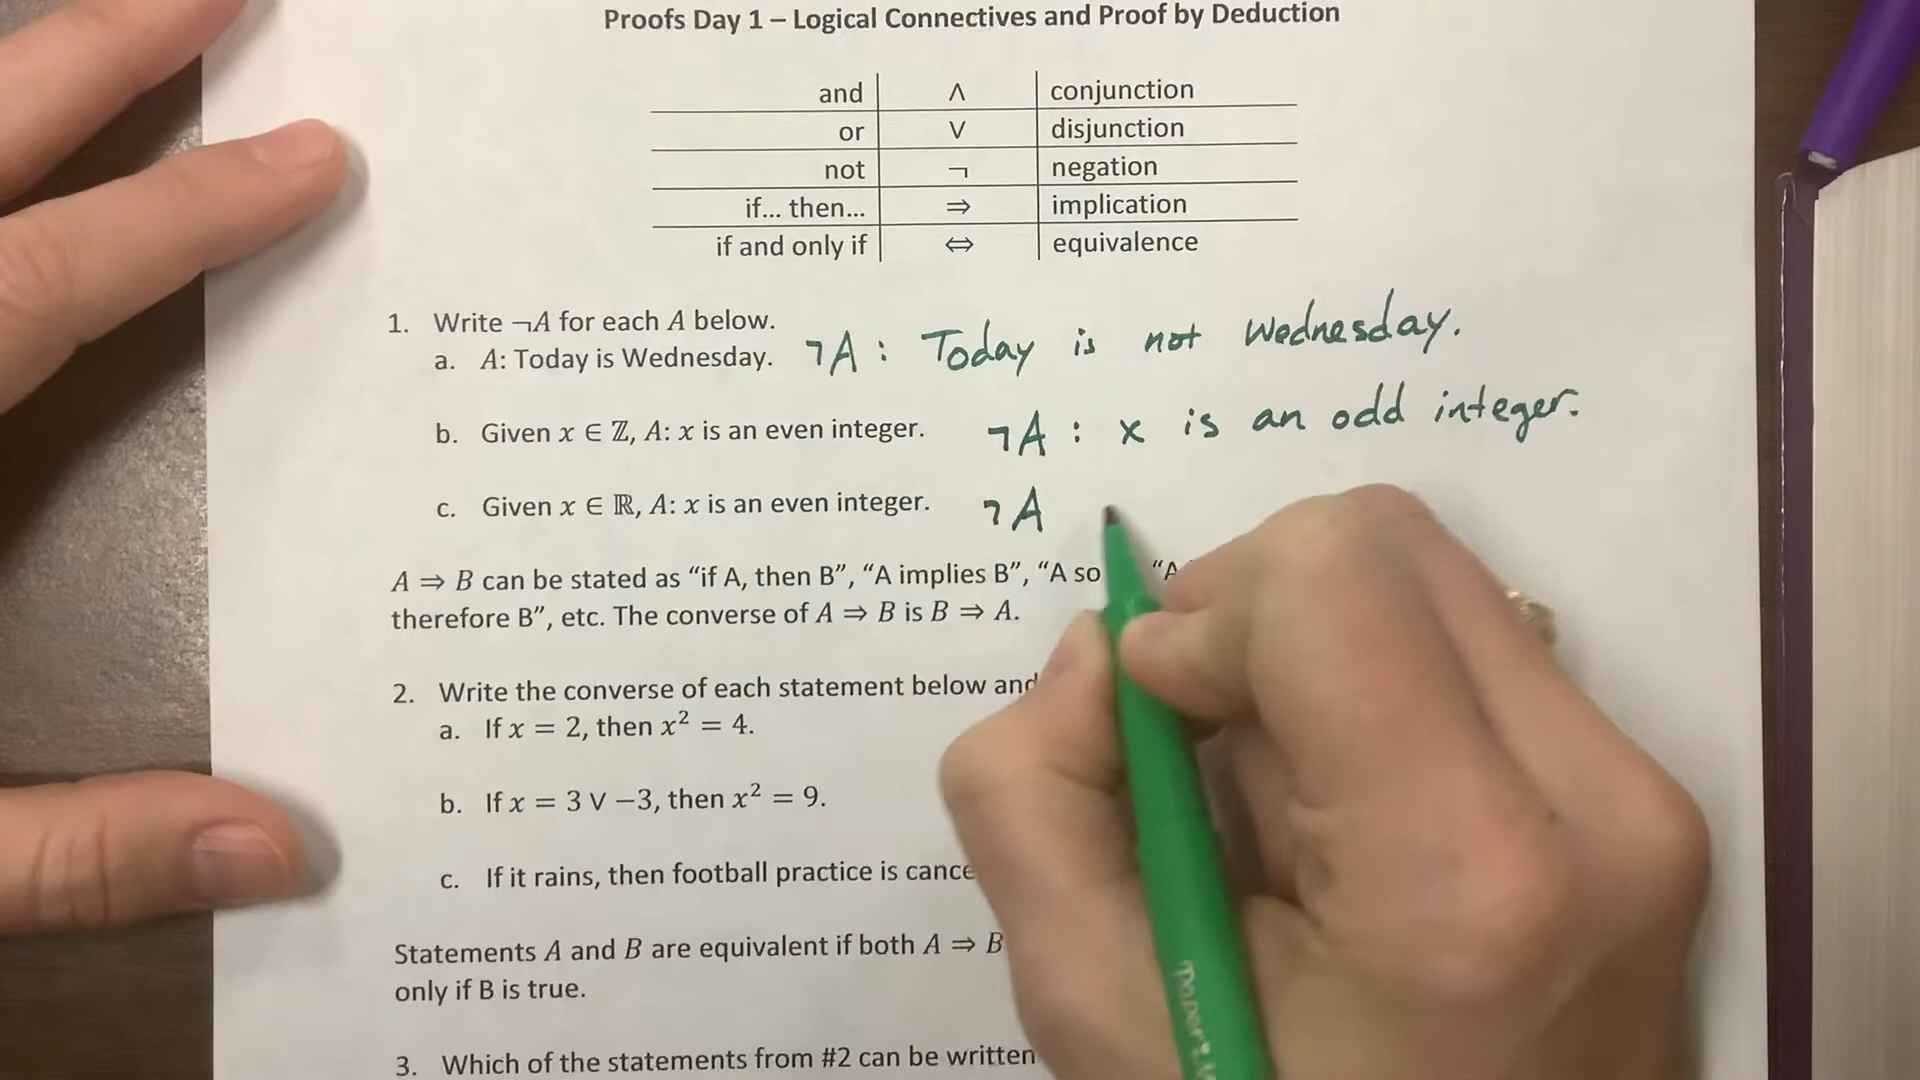 Proofs Day 1 – Logical Connectives and Proof by Deduction
and ∧ conjunction
or ∨ disjunction
not ¬ negation
if... then... ⇒ implication
if and only if ⇔ equivalence
1. Write ¬A for each A below.
a. A: Today is Wednesday. ¬A : Today is not Wednesday.
b. Given x ∈ ℤ, A: x is an even integer. ¬A : x is an odd integer.
c. Given x ∈ ℝ, A: x is an even integer. ¬A
A ⇒ B can be stated as “if A, then B”, “A implies B”, “A so “A
therefore B”, etc. The converse of A ⇒ B is B ⇒ A.
2. Write the converse of each statement below and
a. If x = 2, then x² = 4.
b. If x = 3 ∨ −3, then x² = 9.
c. If it rains, then football practice is
Statements A and B are equivalent if both A ⇒ B
only if B is true.
3. Which of the statements from #2 can be written